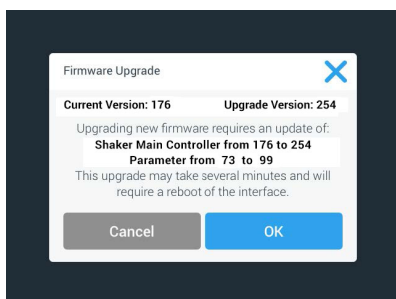 Firmware Upgrade
Current Version: 176 Upgrade Version: 254
Upgrading new firmware requires an update of:
Shaker Main Controller from 176 to 254
Parameter from 73 to 99
This upgrade may take several minutes and will
require a reboot of the interface.
Cancel OK